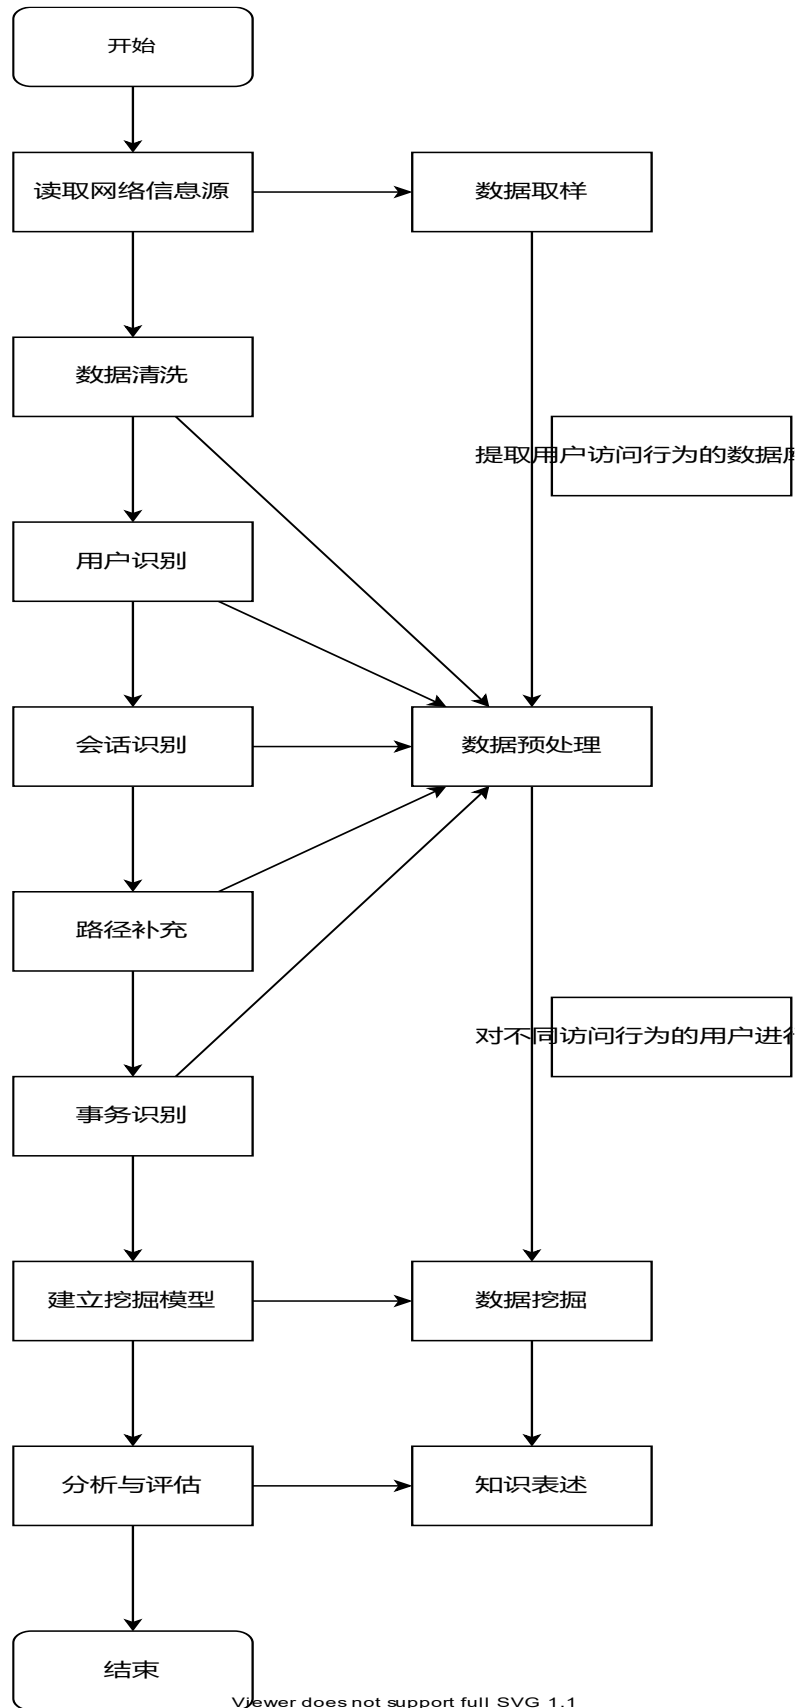 开始
读取网络信息源
数据取样
数据清洗
提取用户访问行为的数据
用户识别
会话识别
数据预处理
路径补充
对不同访问行为的用户进行
事务识别
建立挖掘模型
数据挖掘
分析与评估
知识表述
结束
Viewer does not support full SVG 1.1